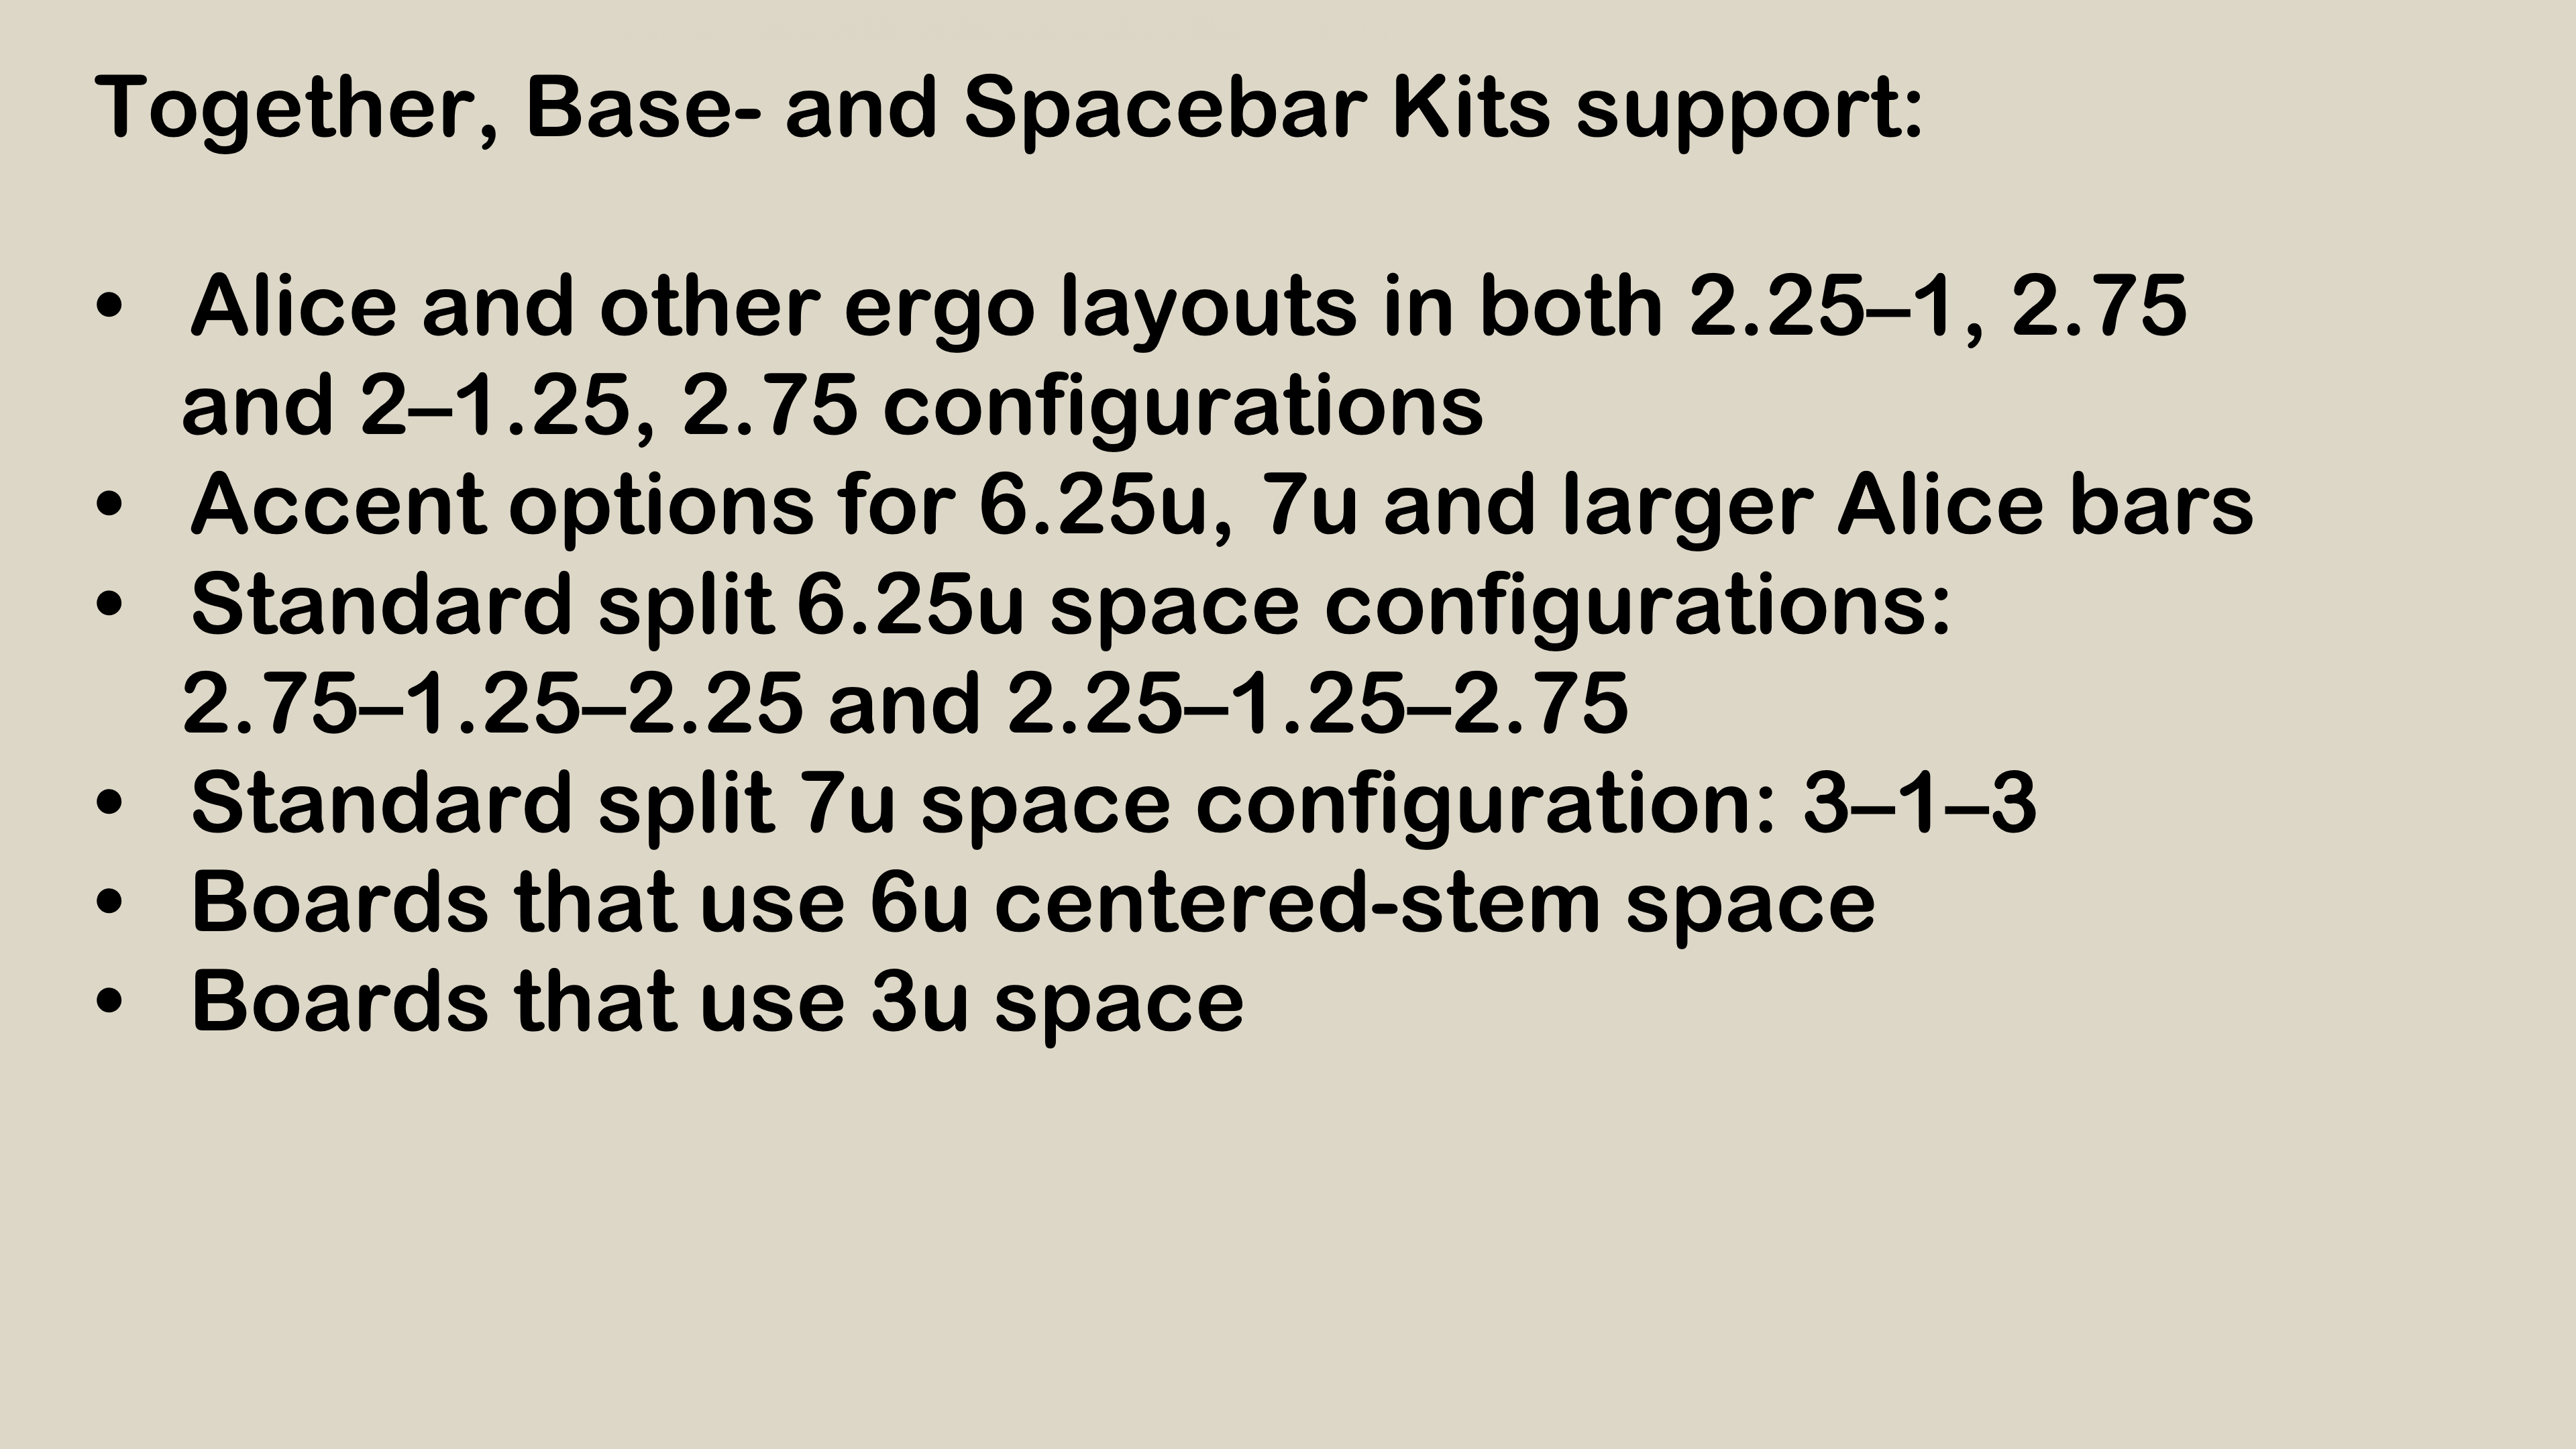 Together, Base- and Spacebar Kits support:
• Alice and other ergo layouts in both 2.25–1, 2.75
and 2–1.25, 2.75 configurations
• Accent options for 6.25u, 7u and larger Alice bars
• Standard split 6.25u space configurations:
2.75–1.25–2.25 and 2.25–1.25–2.75
• Standard split 7u space configuration: 3–1–3
• Boards that use 6u centered-stem space
• Boards that use 3u space